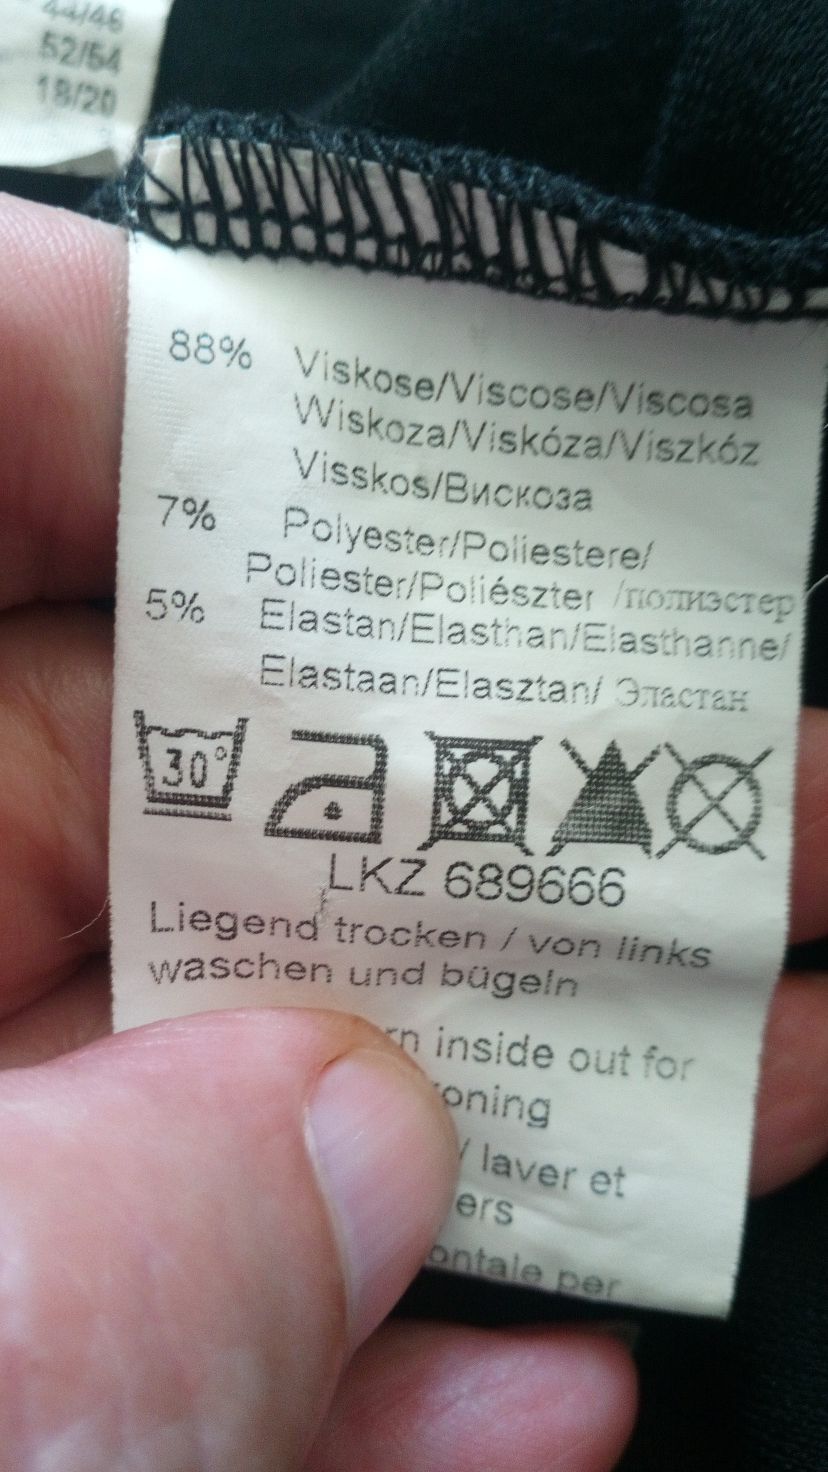 44/46
52/54
18/20
88% Viskose/Viscose/Viscosa
Wiskoza/Viskóza/Viszkóz
Visskos/Вискоза
7% Polyester/Poliestere/
Poliester/Poliészter /полиэстер
5% Elastan/Elasthan/Elasthanne/
Elastaan/Elasztan/ Эластан
30°
LKZ 689666
Liegend trocken / von links
waschen und bügeln
inside out for
/ laver et
per